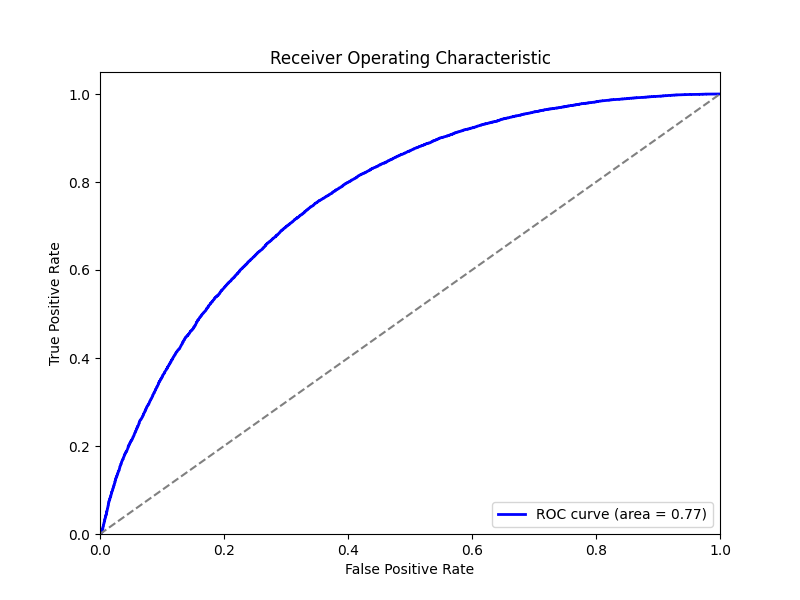 Receiver Operating Characteristic
True Positive Rate
1.0
0.8
0.6
0.4
0.2
0.0
ROC curve (area = 0.77)
0.0 0.2 0.4 0.6 0.8 1.0
False Positive Rate